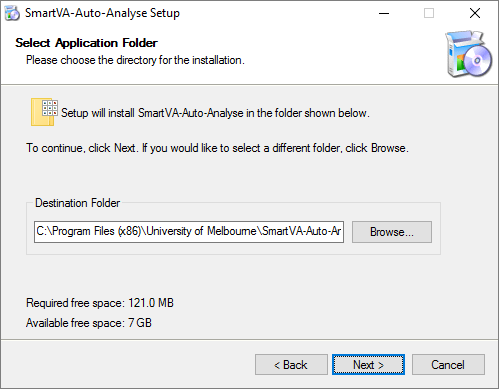 SmartVA-Auto-Analyse Setup
Select Application Folder
Please choose the directory for the installation.
Setup will install SmartVA-Auto-Analyse in the folder shown below.
To continue, click Next. If you would like to select a different folder, click Browse.
Destination Folder
C:\Program Files (x86)\University of Melbourne\SmartVA-Auto-Ar
Browse...
Required free space: 121.0 MB
Available free space: 7 GB
< Back
Next >
Cancel